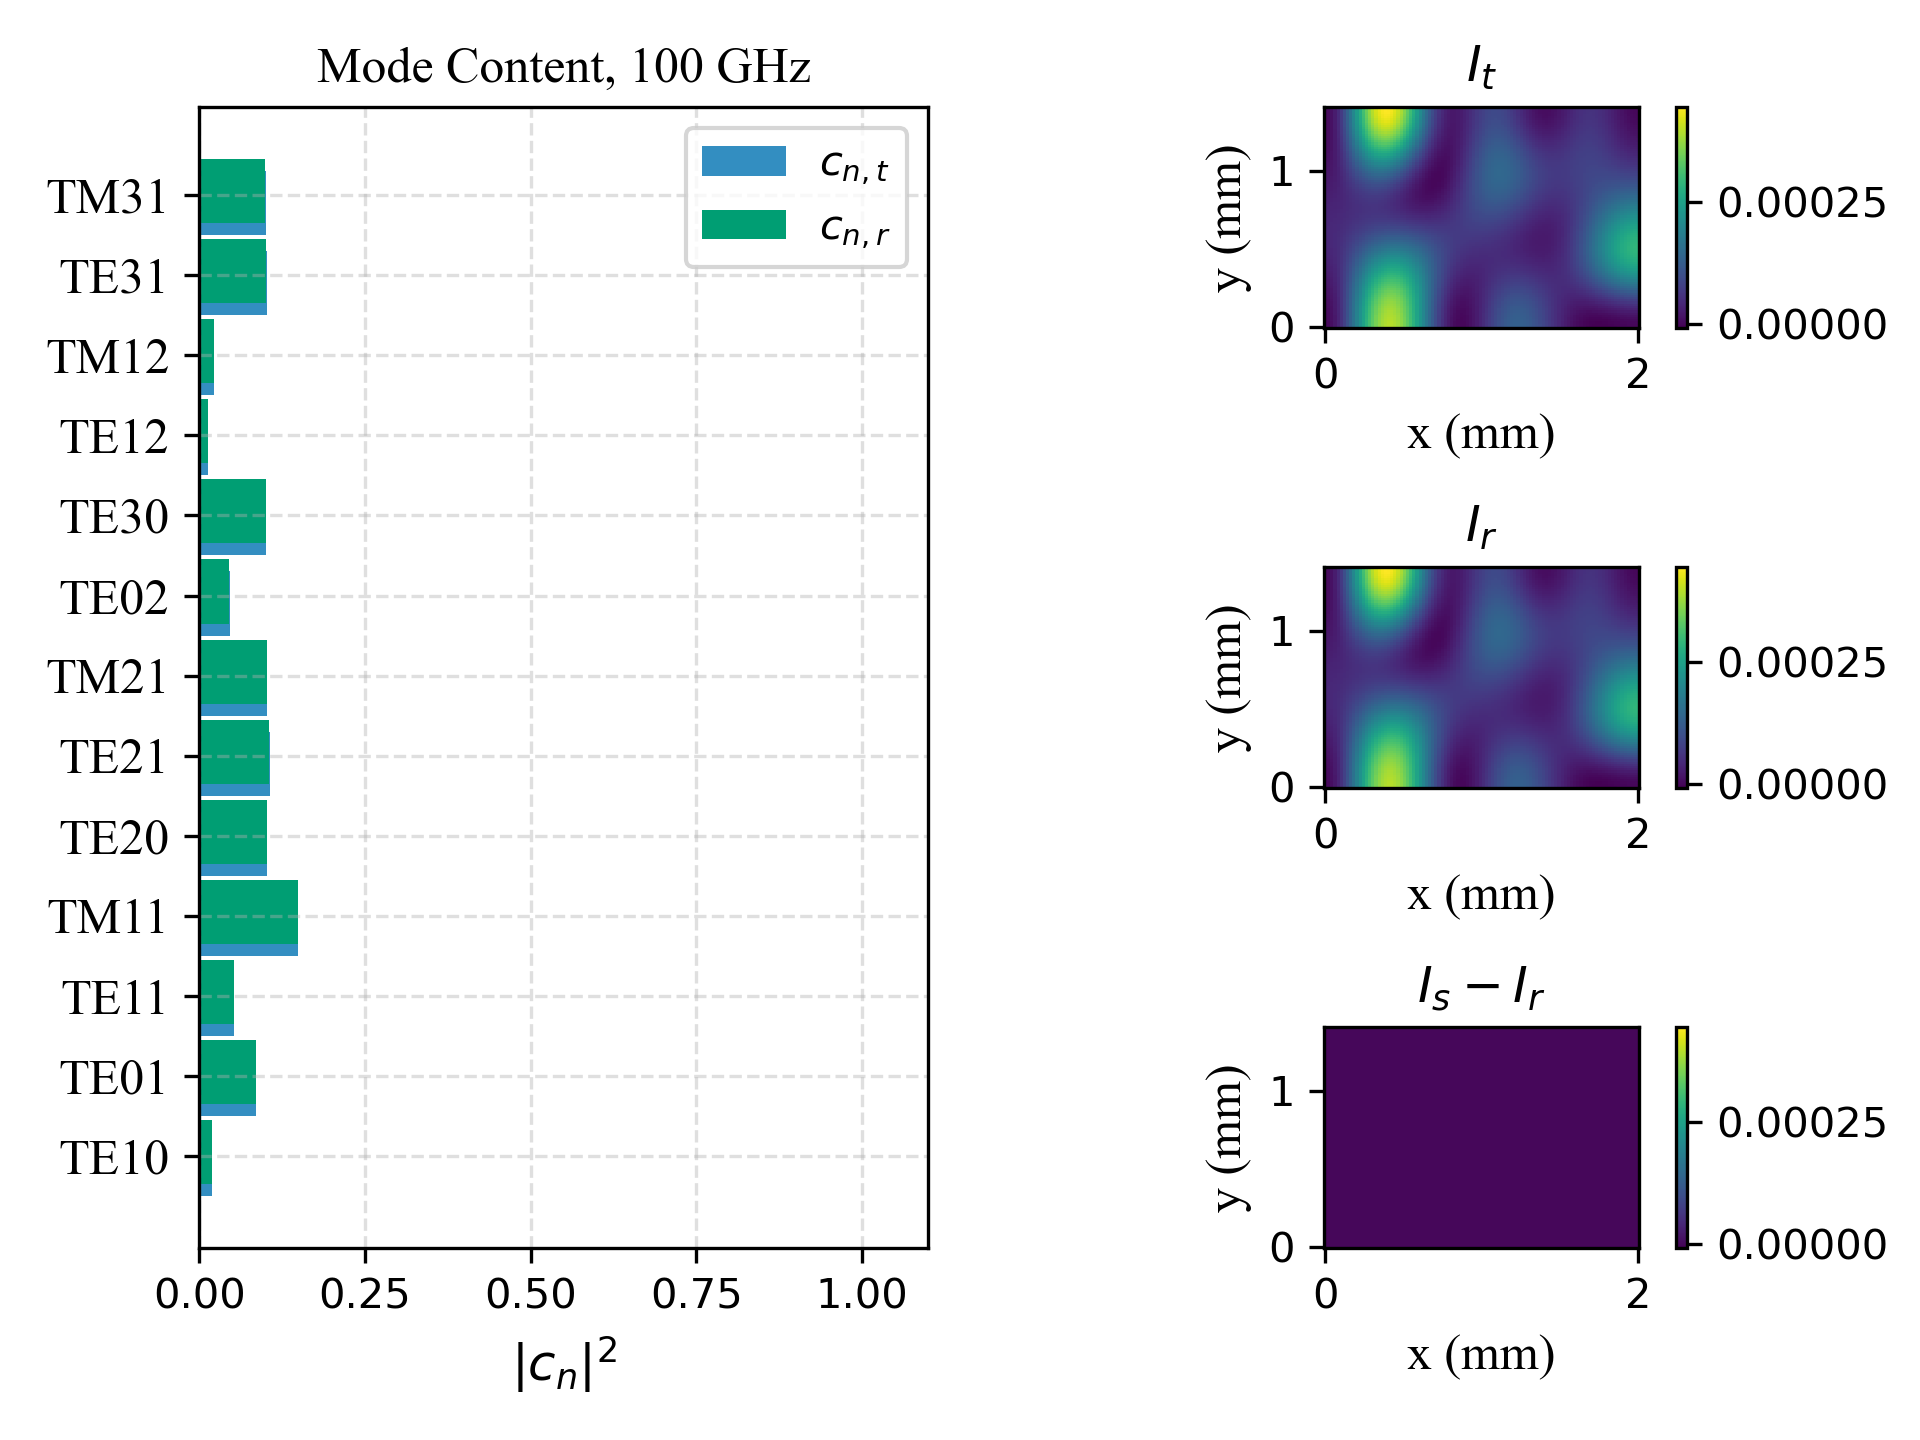 Mode Content, 100 GHz
c_{n,t}
c_{n,r}
TM31
TE31
TM12
TE12
TE30
TE02
TM21
TE21
TE20
TM11
TE11
TE01
TE10
0.00 0.25 0.50 0.75 1.00
|c_n|^2
I_t
y (mm)
1
0
0 2
x (mm)
0.00025
0.00000
I_r
y (mm)
1
0
0 2
x (mm)
0.00025
0.00000
I_s − I_r
y (mm)
1
0
0 2
x (mm)
0.00025
0.00000